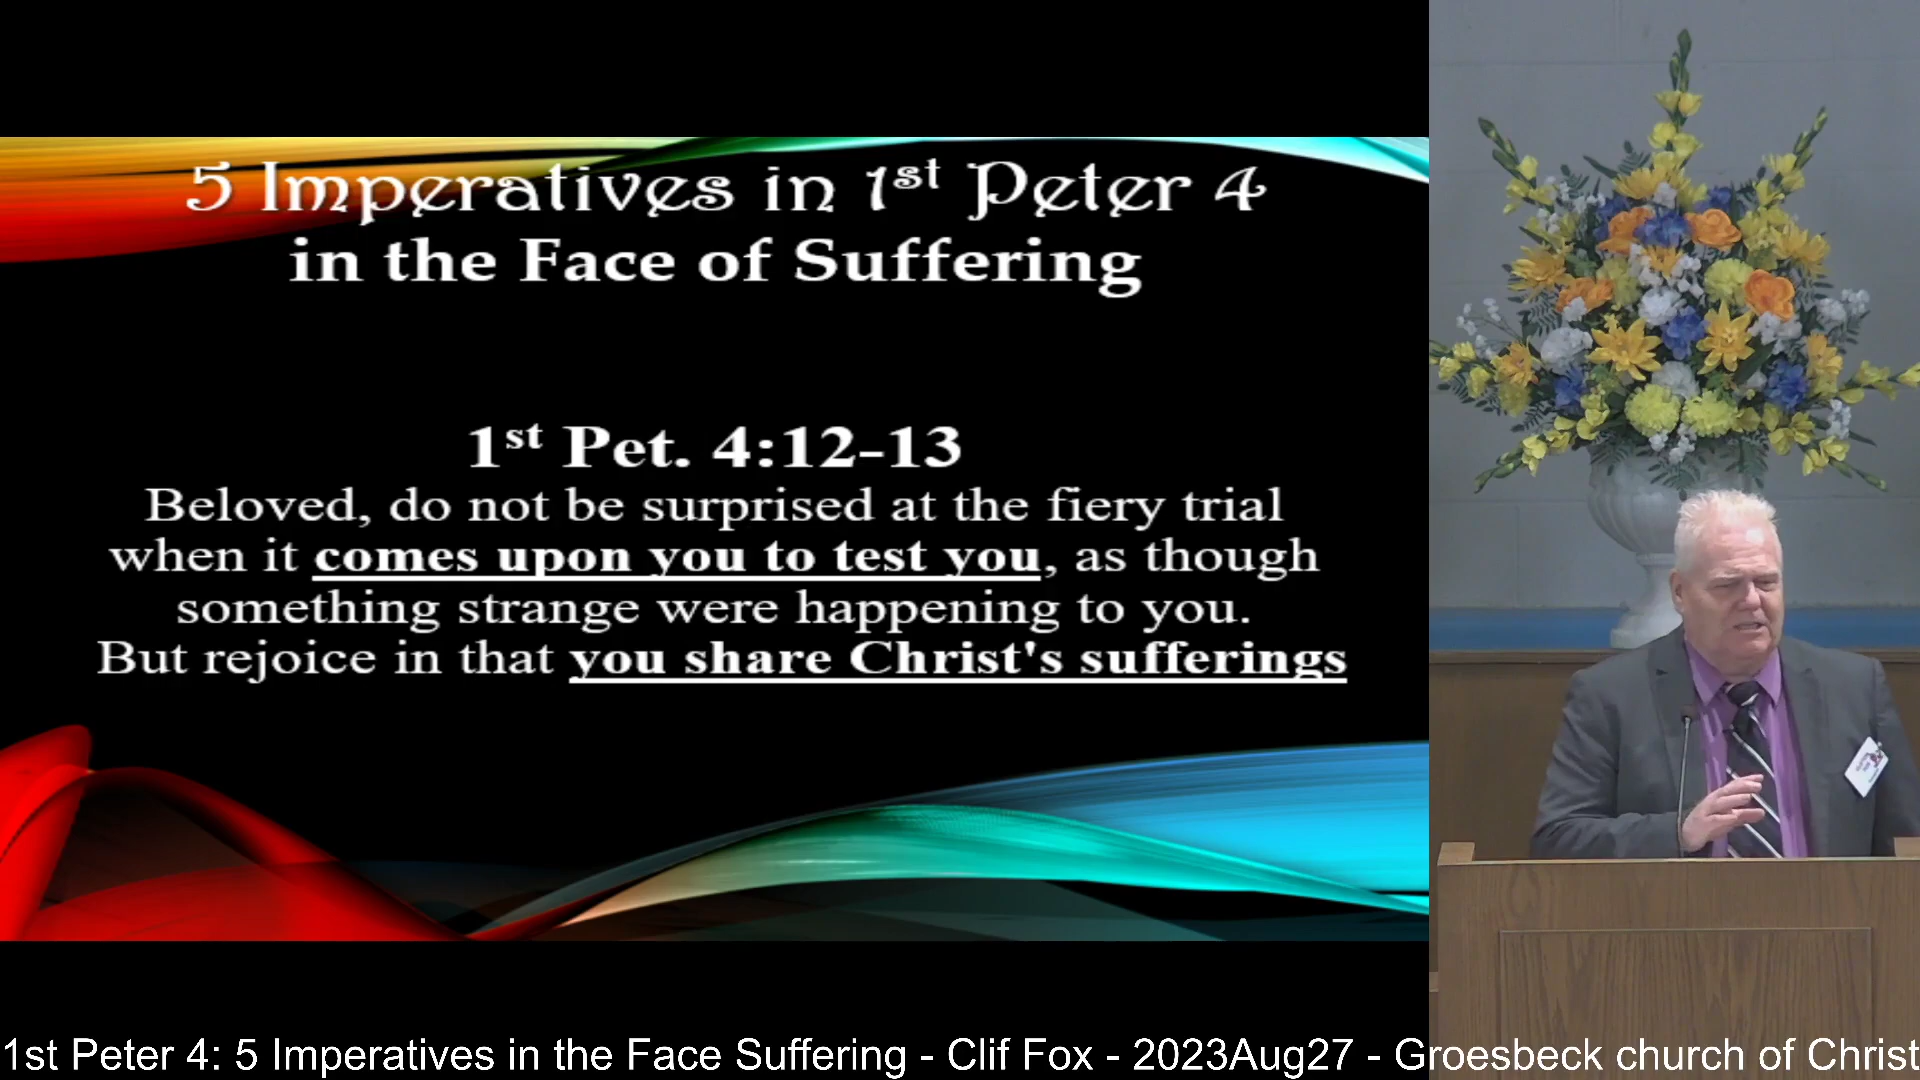 5 Imperatives in 1st Peter 4
in the Face of Suffering
1st Pet. 4:12-13
Beloved, do not be surprised at the fiery trial
when it comes upon you to test you, as though
something strange were happening to you.
But rejoice in that you share Christ's sufferings
1st Peter 4: 5 Imperatives in the Face Suffering - Clif Fox - 2023Aug27 - Groesbeck church of Christ